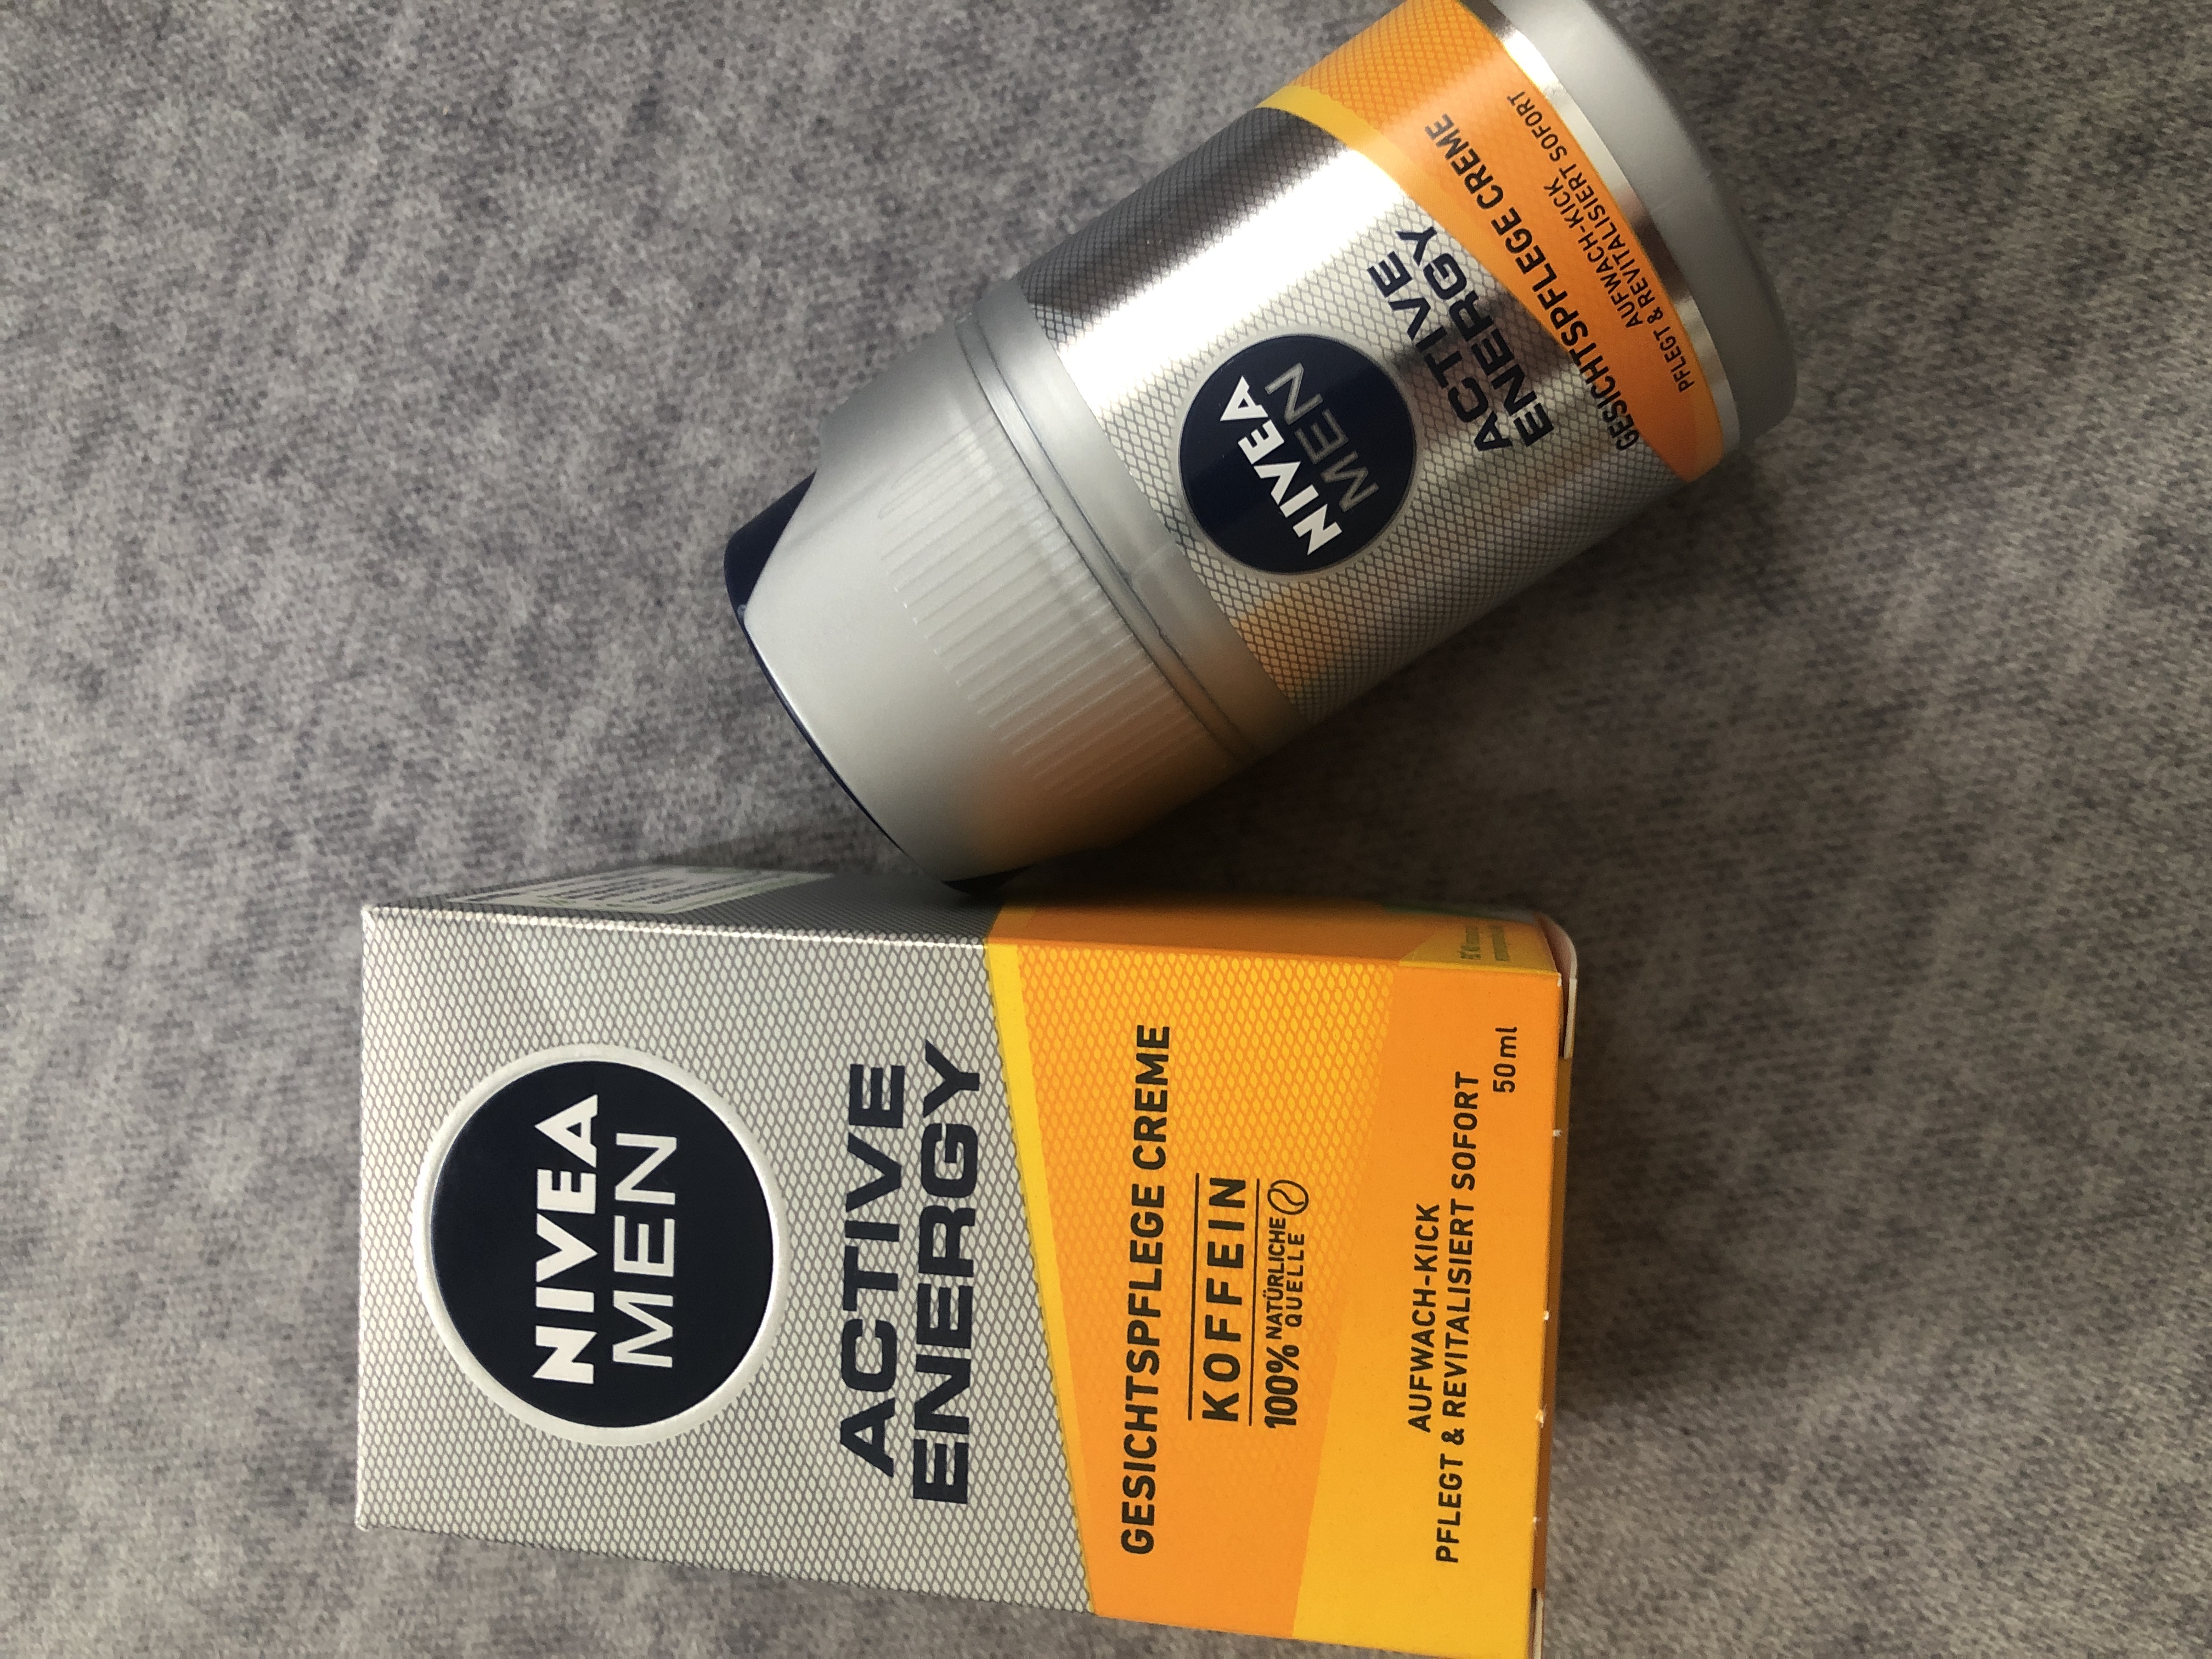 NIVEA
MEN
ACTIVE
ENERGY
GESICHTSPFLEGE CREME
KOFFEIN
100% NATÜRLICHE
QUELLE
AUFWACH-KICK
PFLEGT & REVITALISIERT SOFORT
50 ml
NIVEA
MEN
ACTIVE
ENERGY
GESICHTSPFLEGE CREME
AUFWACH-KICK
PFLEGT & REVITALISIERT SOFORT